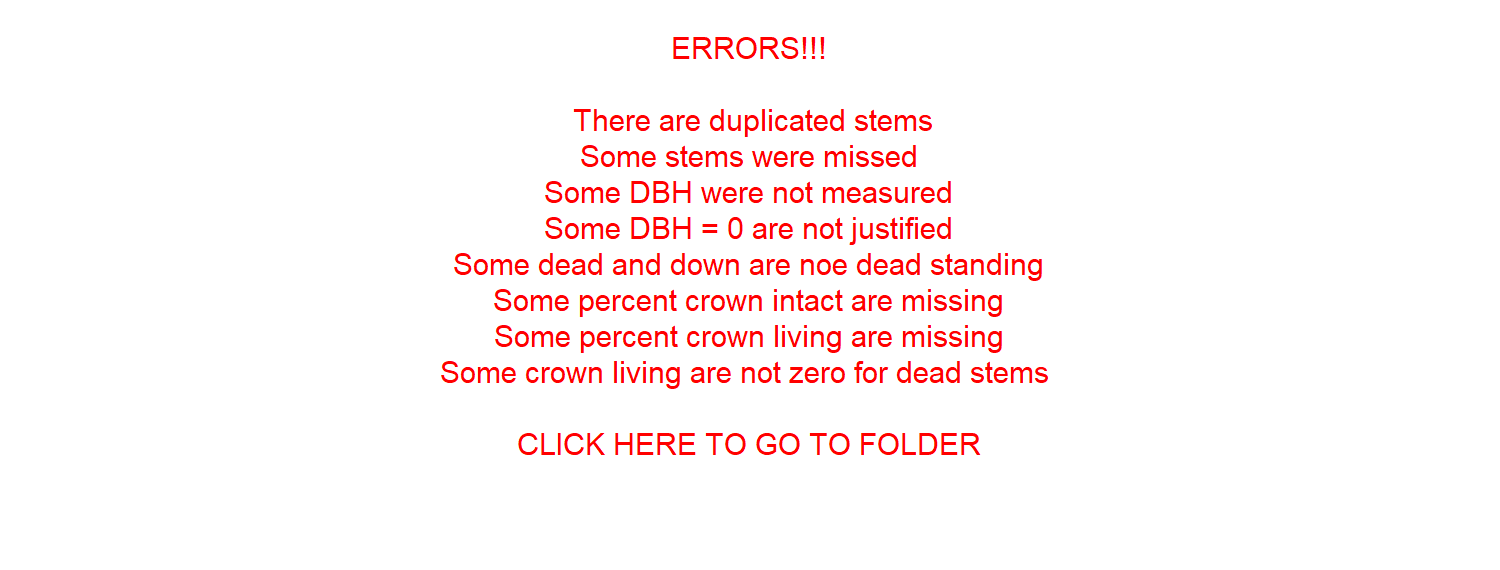 ERRORS!!!
There are duplicated stems
Some stems were missed
Some DBH were not measured
Some DBH = 0 are not justified
Some dead and down are noe dead standing
Some percent crown intact are missing
Some percent crown living are missing
Some crown living are not zero for dead stems
CLICK HERE TO GO TO FOLDER